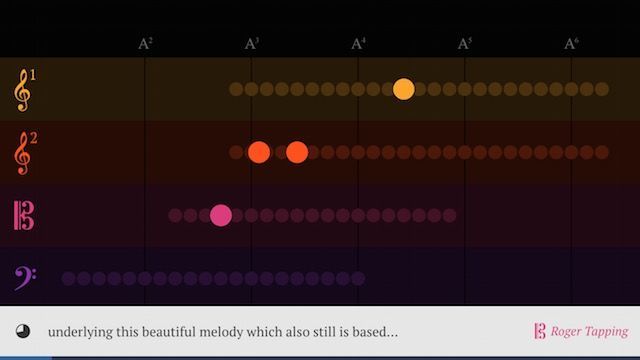 A² A³ A⁴ A⁵ A⁶
1
2
underlying this beautiful melody which also still is based... Roger Tapping